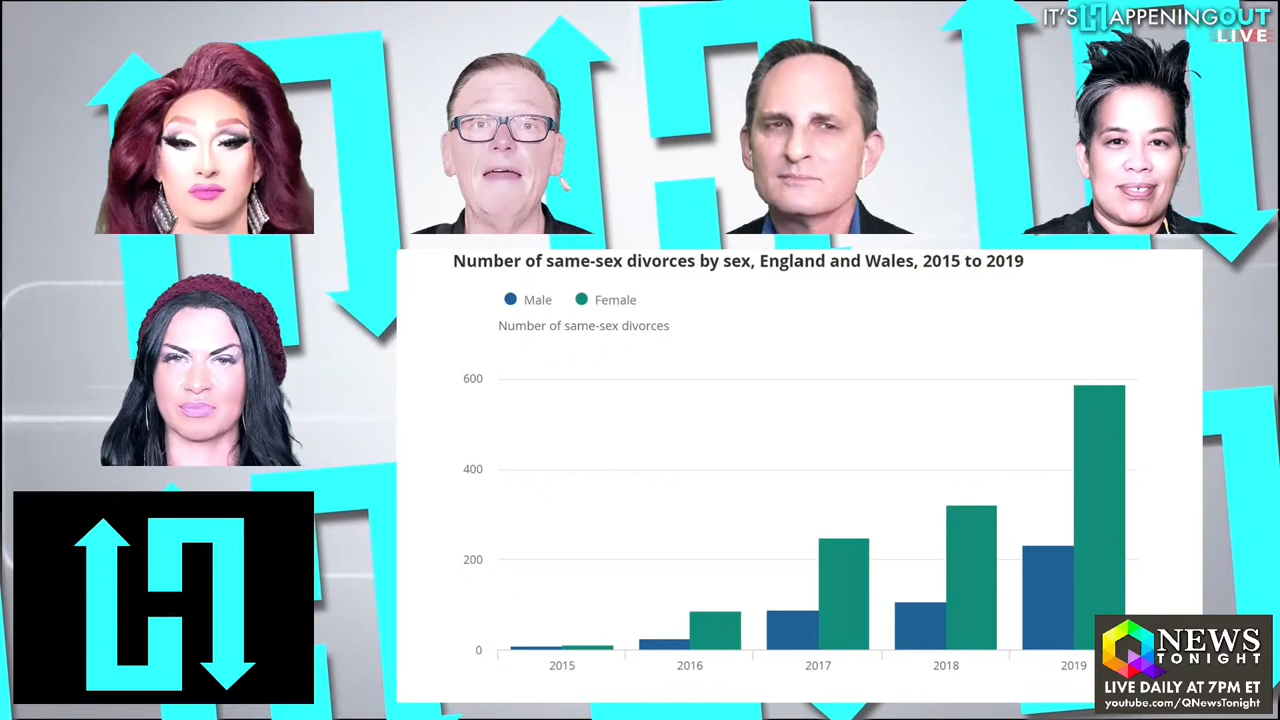 IT'S HAPPENINGOUT
LIVE
Number of same-sex divorces by sex, England and Wales, 2015 to 2019
Male
Female
Number of same-sex divorces
600
400
200
0
2015
2016
2017
2018
2019
Q NEWS
TONIGHT
LIVE DAILY AT 7PM ET
youtube.com/QNewsTonight